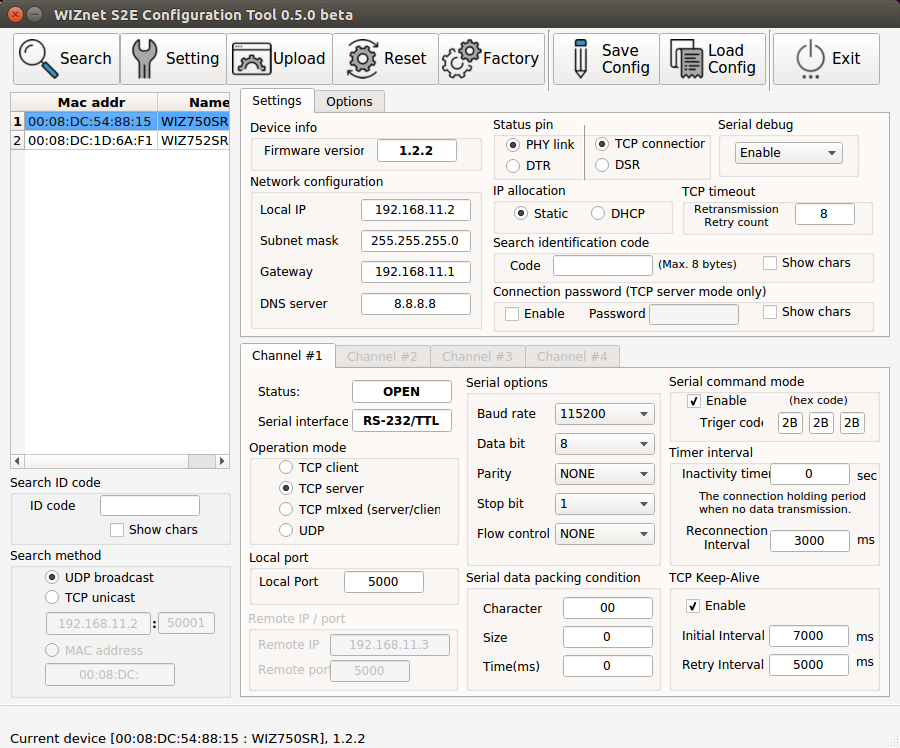 WIZnet S2E Configuration Tool 0.5.0 beta
Search
Setting
Upload
Reset
Factory
Save Config
Load Config
Exit
Mac addr Name
1 00:08:DC:54:88:15 WIZ750SR
2 00:08:DC:1D:6A:F1 WIZ752SR
Search ID code
ID code
Show chars
Search method
UDP broadcast
TCP unicast
192.168.11.2 : 50001
MAC address
00:08:DC:
Settings Options
Device info
Firmware version 1.2.2
Network configuration
Local IP 192.168.11.2
Subnet mask 255.255.255.0
Gateway 192.168.11.1
DNS server 8.8.8.8
Status pin
PHY link TCP connection
DTR DSR
Serial debug
Enable
IP allocation
Static DHCP
TCP timeout
Retransmission
Retry count 8
Search identification code
Code (Max. 8 bytes) Show chars
Connection password (TCP server mode only)
Enable Password Show chars
Channel #1 Channel #2 Channel #3 Channel #4
Status: OPEN
Serial interface RS-232/TTL
Operation mode
TCP client
TCP server
TCP mIxed (server/clien
UDP
Local port
Local Port 5000
Remote IP / port
Remote IP 192.168.11.3
Remote port 5000
Serial options
Baud rate 115200
Data bit 8
Parity NONE
Stop bit 1
Flow control NONE
Serial data packing condition
Character 00
Size 0
Time(ms) 0
Serial command mode
Enable (hex code)
Triger code 2B 2B 2B
Timer interval
Inactivity timer 0 sec
The connection holding period
when no data transmission.
Reconnection
Interval 3000 ms
TCP Keep-Alive
Enable
Initial Interval 7000 ms
Retry Interval 5000 ms
Current device [00:08:DC:54:88:15 : WIZ750SR], 1.2.2